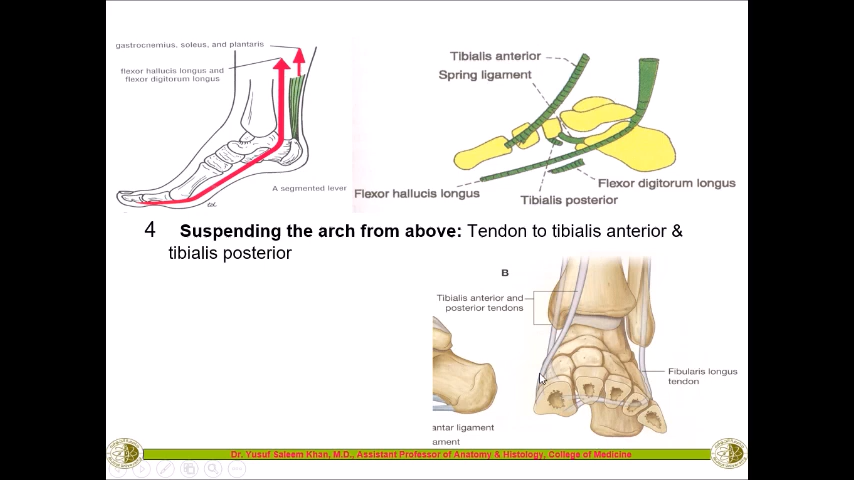 gastrocnemius, soleus, and plantaris
flexor hallucis longus and
flexor digitorum longus
A segmented lever
Tibialis anterior
Spring ligament
Flexor hallucis longus
Flexor digitorum longus
Tibialis posterior
4 Suspending the arch from above: Tendon to tibialis anterior &
tibialis posterior
B
Tibialis anterior and
posterior tendons
Fibularis longus
tendon
antar ligament
ament
Dr. Yusuf Saleem Khan, M.D., Assistant Professor of Anatomy & Histology, College of Medicine